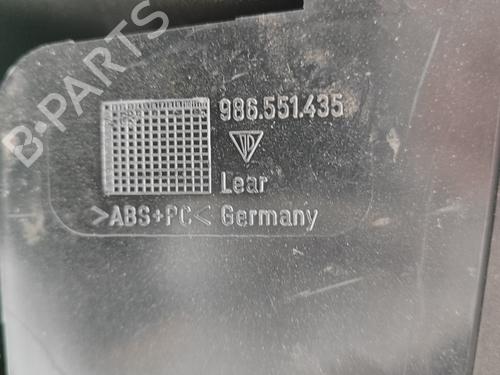 B-PARTS
986.551.435
Lear
>ABS+PC< Germany